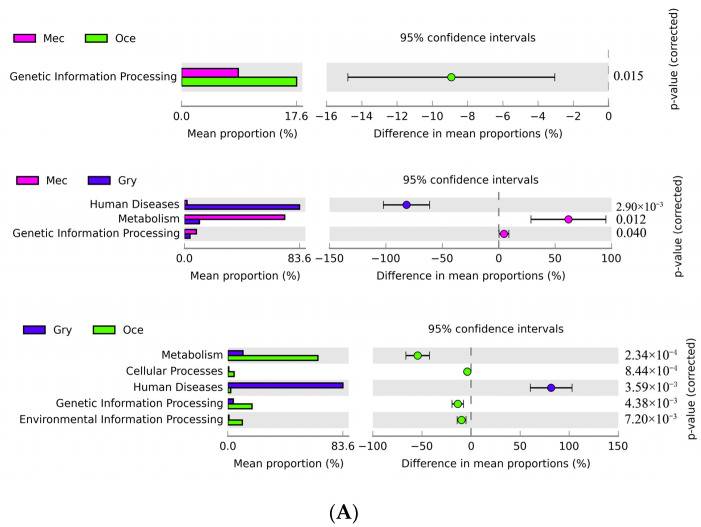 Mec Oce 95% confidence intervals
Genetic Information Processing 0.015
0.0 17.6 −16 −14 −12 −10 −8 −6 −4 −2 0
Mean proportion (%) Difference in mean proportions (%)
p-value (corrected)
Mec Gry 95% confidence intervals
Human Diseases 2.90×10⁻³
Metabolism 0.012
Genetic Information Processing 0.040
0.0 83.6 −150 −100 −50 0 50 100
Mean proportion (%) Difference in mean proportions (%)
p-value (corrected)
Gry Oce 95% confidence intervals
Metabolism 2.34×10⁻⁴
Cellular Processes 8.44×10⁻⁴
Human Diseases 3.59×10⁻³
Genetic Information Processing 4.38×10⁻³
Environmental Information Processing 7.20×10⁻³
0.0 83.6 −100 −50 0 50 100 150
Mean proportion (%) Difference in mean proportions (%)
p-value (corrected)
(A)